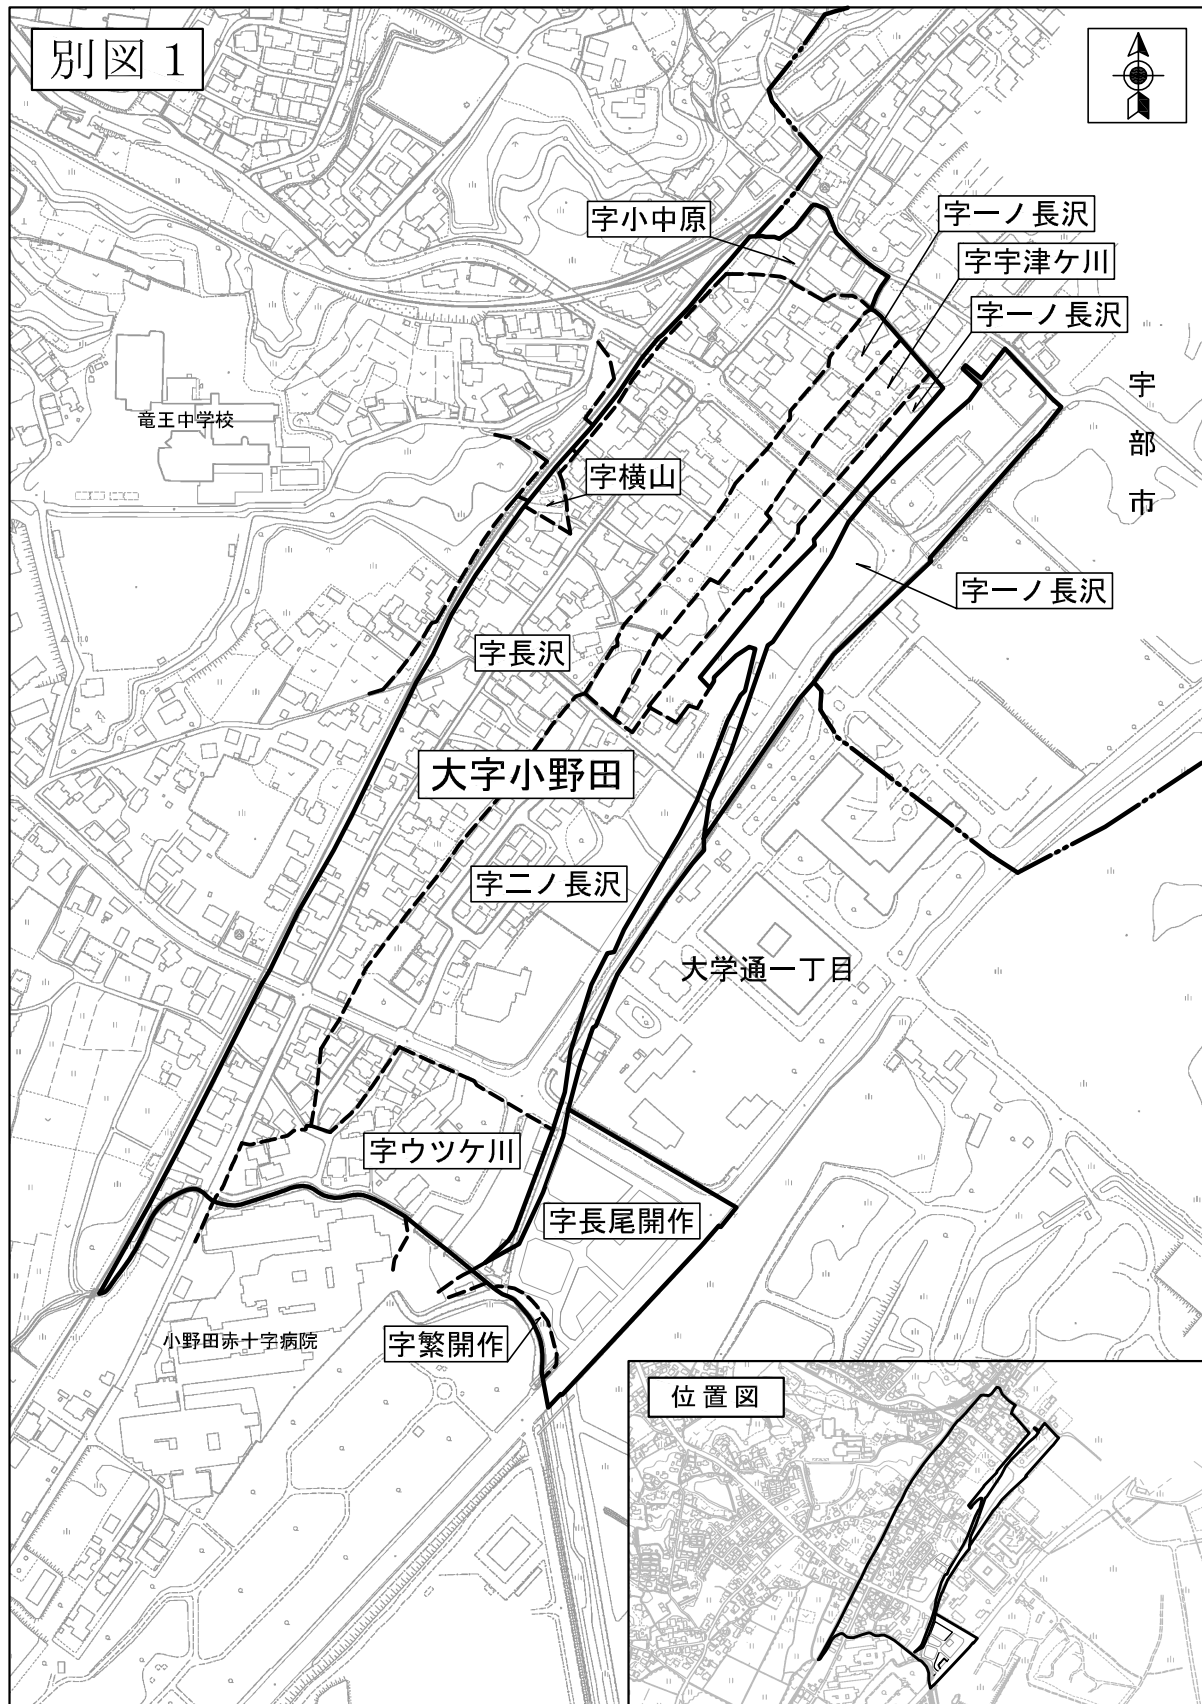 別図１
字小中原
字一ノ長沢
字宇津ケ川
字一ノ長沢
宇部市
竜王中学校
字横山
字一ノ長沢
字長沢
大字小野田
字二ノ長沢
大学通一丁目
字ウツケ川
字長尾開作
小野田赤十字病院
字繁開作
位置図